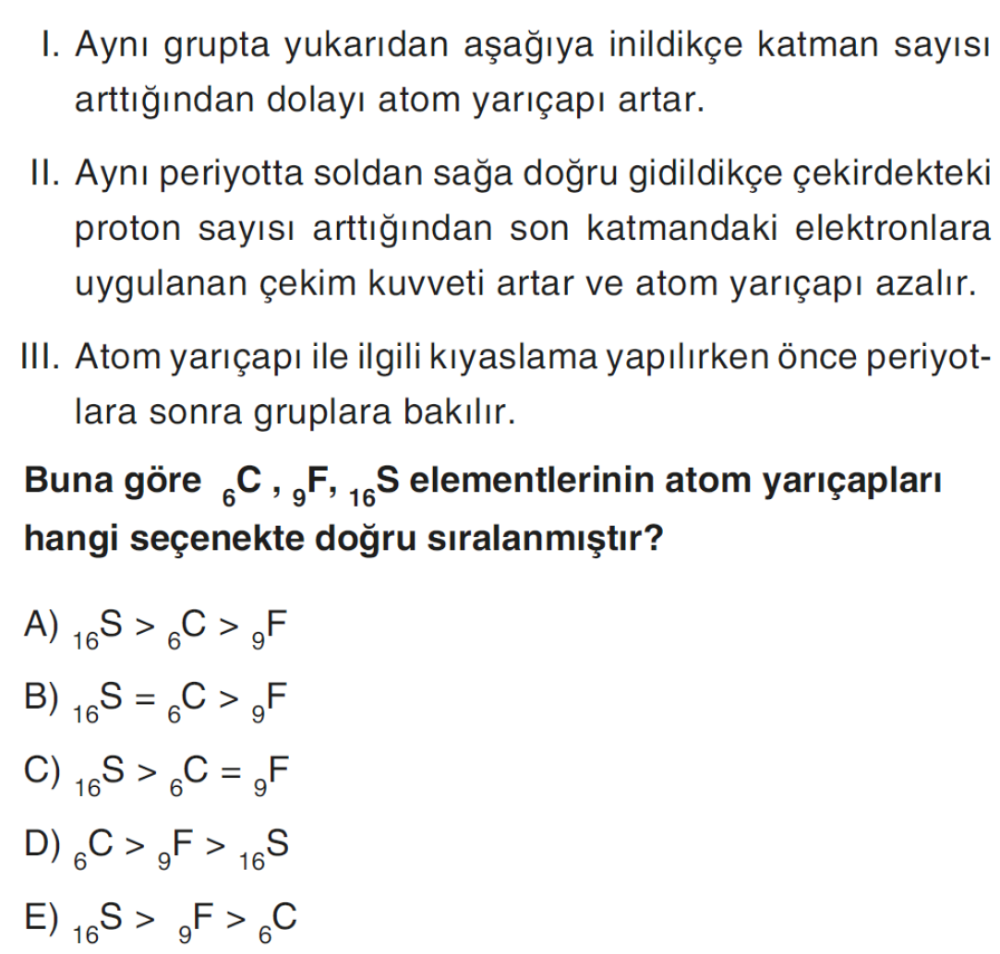 I. Aynı grupta yukarıdan aşağıya inildikçe katman sayısı
arttığından dolayı atom yarıçapı artar.
II. Aynı periyotta soldan sağa doğru gidildikçe çekirdekteki
proton sayısı arttığından son katmandaki elektronlara
uygulanan çekim kuvveti artar ve atom yarıçapı azalır.
III. Atom yarıçapı ile ilgili kıyaslama yapılırken önce periyot-
lara sonra gruplara bakılır.
Buna göre ₆C , ₉F, ₁₆S elementlerinin atom yarıçapları
hangi seçenekte doğru sıralanmıştır?
A) ₁₆S > ₆C > ₉F
B) ₁₆S = ₆C > ₉F
C) ₁₆S > ₆C = ₉F
D) ₆C > ₉F > ₁₆S
E) ₁₆S > ₉F > ₆C